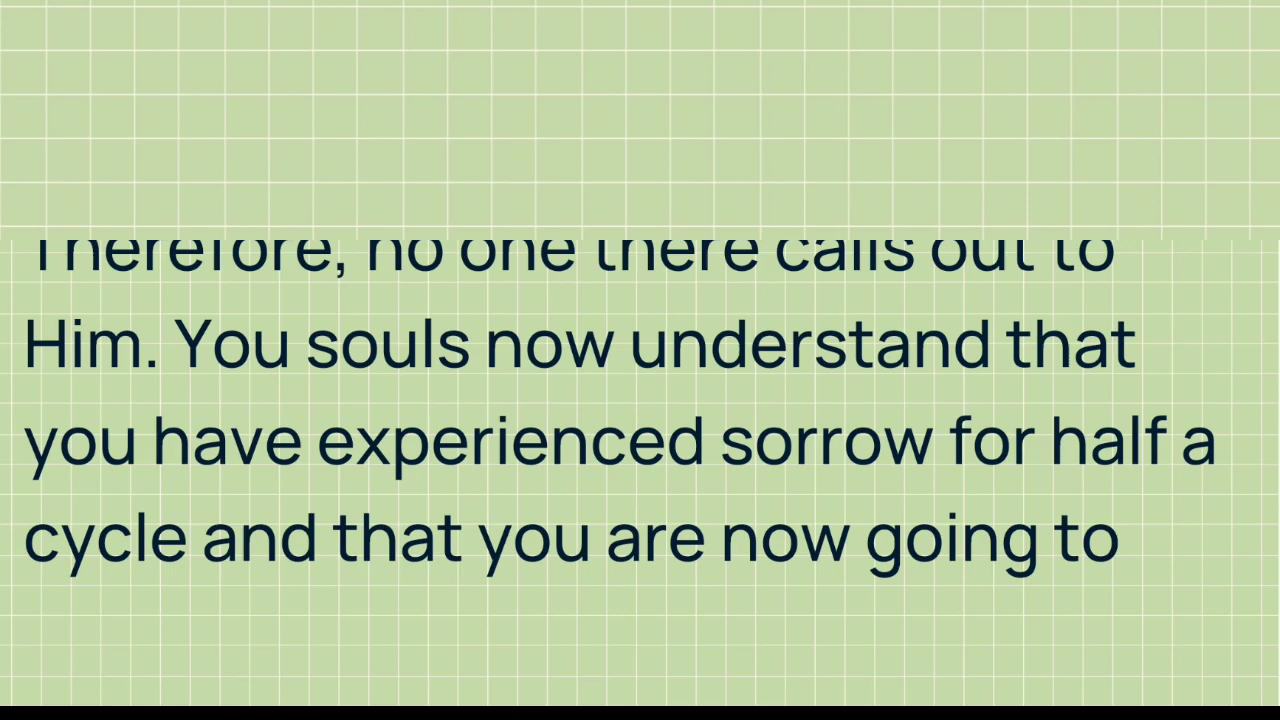 Therefore, no one there calls out to
Him. You souls now understand that
you have experienced sorrow for half a
cycle and that you are now going to